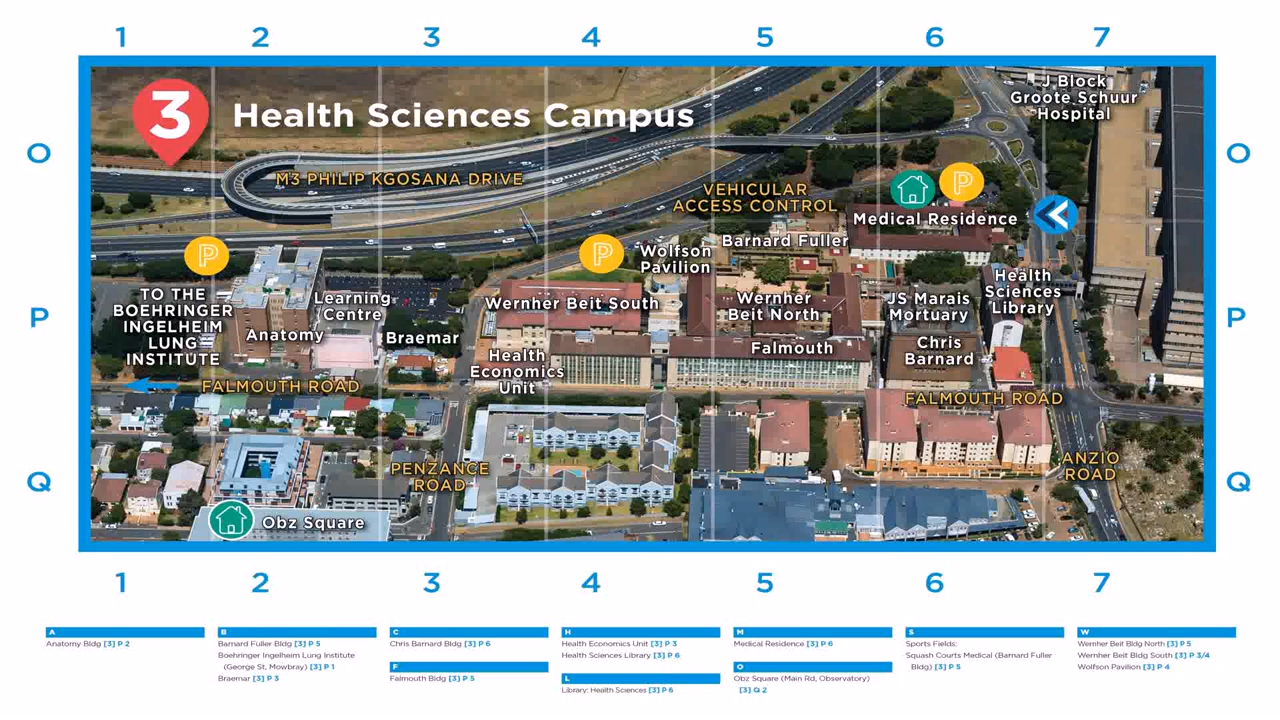 1 2 3 4 5 6 7
3
Health Sciences Campus
J Block
Groote Schuur
Hospital
O O
M3 PHILIP KGOSANA DRIVE
VEHICULAR
ACCESS CONTROL
P
Medical Residence
P
P
Wolfson
Pavilion
Barnard Fuller
TO THE
BOEHRINGER
INGELHEIM
LUNG
INSTITUTE
Learning
Centre
Anatomy
Braemar
Wernher Beit South
Wernher
Beit North
JS Marais
Mortuary
Health
Sciences
Library
P P
Health
Economics
Unit
Falmouth
Chris
Barnard
FALMOUTH ROAD
FALMOUTH ROAD
PENZANCE
ROAD
ANZIO
ROAD
Q Q
Obz Square
1 2 3 4 5 6 7
A
Anatomy Bldg [3] P 2
B
Barnard Fuller Bldg [3] P 5
Boehringer Ingelheim Lung Institute
(George St, Mowbray) [3] P 1
Braemar [3] P 3
C
Chris Barnard Bldg [3] P 6
F
Falmouth Bldg [3] P 5
H
Health Economics Unit [3] P 3
Health Sciences Library [3] P 6
L
Library: Health Sciences [3] P 6
M
Medical Residence [3] P 6
O
Obz Square (Main Rd, Observatory)
[3] Q 2
S
Sports Fields:
Squash Courts Medical (Barnard Fuller
Bldg) [3] P 5
W
Wernher Beit Bldg North [3] P 5
Wernher Beit Bldg South [3] P 3/4
Wolfson Pavilion [3] P 4